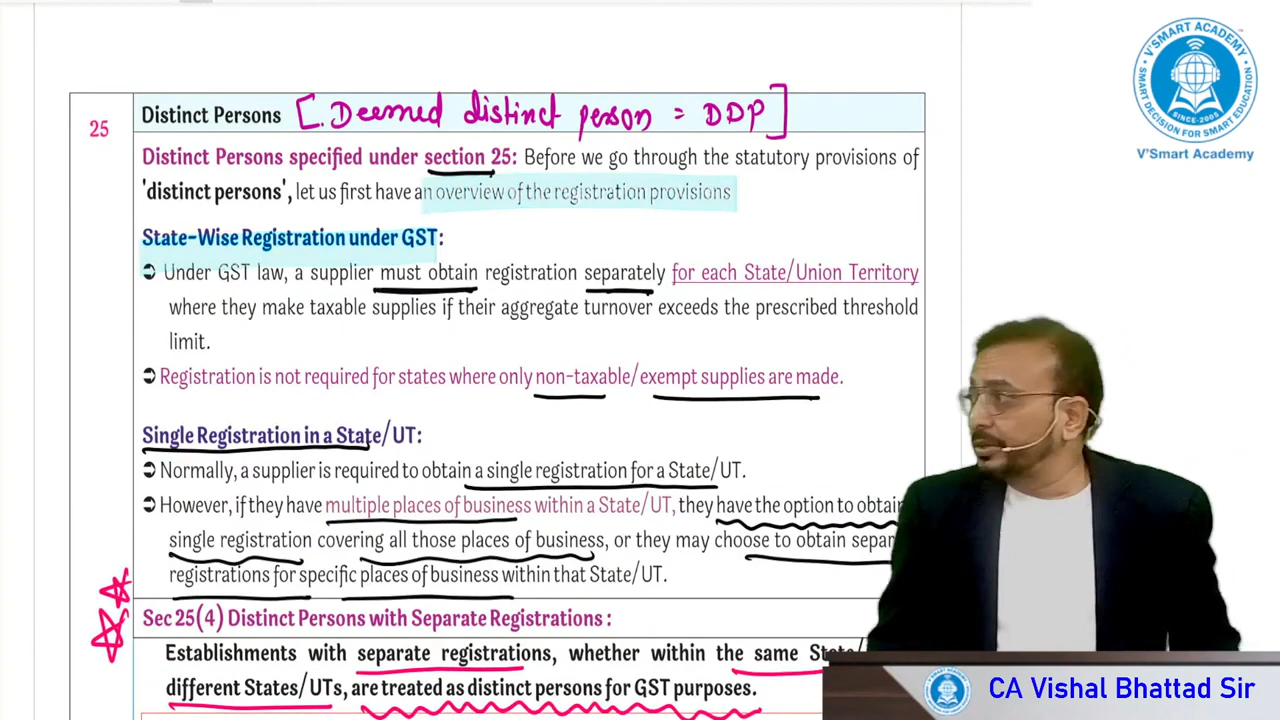 V'SMART ACADEMY
SMART DECISION FOR SMART EDUCATION
SINCE-2005
V'Smart Academy
25
Distinct Persons [. Deemed distinct person = DDP]
Distinct Persons specified under section 25: Before we go through the statutory provisions of
'distinct persons', let us first have an overview of the registration provisions
State-Wise Registration under GST:
➲ Under GST law, a supplier must obtain registration separately for each State/Union Territory
where they make taxable supplies if their aggregate turnover exceeds the prescribed threshold
limit.
➲ Registration is not required for states where only non-taxable/exempt supplies are made.
Single Registration in a State/UT:
➲ Normally, a supplier is required to obtain a single registration for a State/UT.
➲ However, if they have multiple places of business within a State/UT, they have the option to obtain
single registration covering all those places of business, or they may choose to obtain separ
registrations for specific places of business within that State/UT.
Sec 25(4) Distinct Persons with Separate Registrations :
Establishments with separate registrations, whether within the same State/
different States/UTs, are treated as distinct persons for GST purposes.
CA Vishal Bhattad Sir